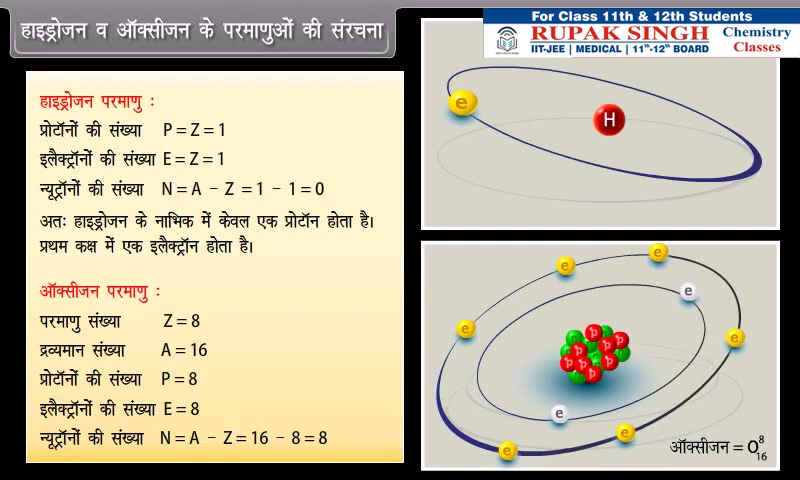 हाइड्रोजन व ऑक्सीजन के परमाणुओं की संरचना
For Class 11th & 12th Students
RUPAK SINGH
IIT-JEE | MEDICAL | 11th-12th BOARD
Chemistry
Classes
हाइड्रोजन परमाणु :
प्रोटॉनों की संख्या P = Z = 1
इलैक्ट्रॉनों की संख्या E = Z = 1
न्यूट्रॉनों की संख्या N = A - Z = 1 - 1 = 0
अतः हाइड्रोजन के नाभिक में केवल एक प्रोटॉन होता है।
प्रथम कक्ष में एक इलैक्ट्रॉन होता है।
ऑक्सीजन परमाणु :
परमाणु संख्या Z = 8
द्रव्यमान संख्या A = 16
प्रोटॉनों की संख्या P = 8
इलैक्ट्रॉनों की संख्या E = 8
न्यूट्रॉनों की संख्या N = A - Z = 16 - 8 = 8
e
H
e
e
e
e
e
p
p
p
p
p
p
p
p
e
e
e
ऑक्सीजन = O⁸₁₆